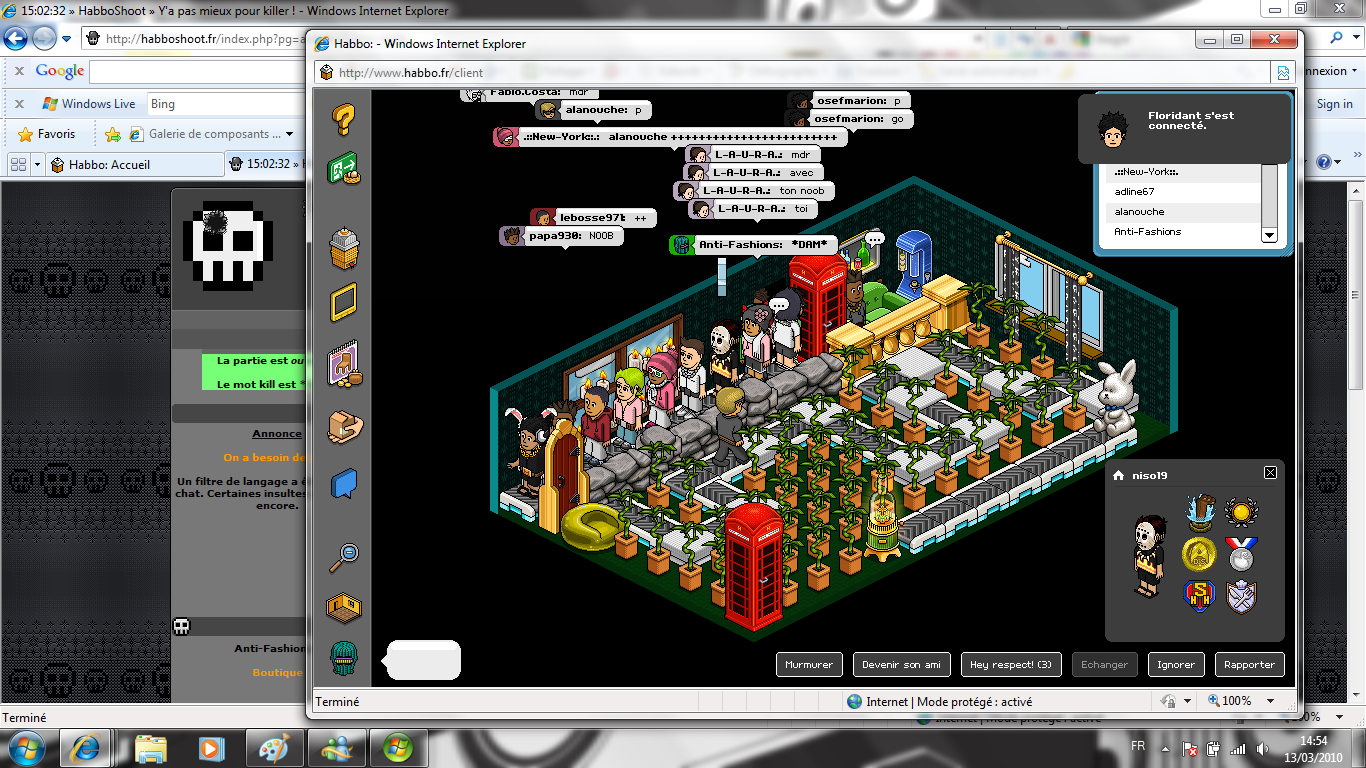 15:02:32 » HabboShoot » Y'a pas mieux pour killer ! - Windows Internet Explorer
http://habboshoot.fr/index.php?pg=a
Google
Windows Live
Bing
Sign in
Favoris
Galerie de composants ...
Habbo: Accueil
15:02:32 »
Habbo: - Windows Internet Explorer
http://www.habbo.fr/client
Fabio.Costa: mdr
alanouche: p
osefmarion: p
osefmarion: go
.::New-York::.: alanouche ++++++++++++++++++++++++
L-A-U-R-A.: mdr
L-A-U-R-A.: avec
L-A-U-R-A.: ton noob
L-A-U-R-A.: toi
lebosse971: ++
papa930: NOOB
Anti-Fashions: *DAM*
Floridant s'est
connecté.
.::New-York::.
adline67
alanouche
Anti-Fashions
La partie est ou
Le mot kill est *
Annonce
On a besoin de
Un filtre de langage a é
chat. Certaines insultes
encore.
Anti-Fashion
Boutique
niso19
Murmurer
Devenir son ami
Hey respect! (3)
Echanger
Ignorer
Rapporter
Terminé
Internet | Mode protégé : activé
100%
Terminé
FR
14:54
13/03/2010